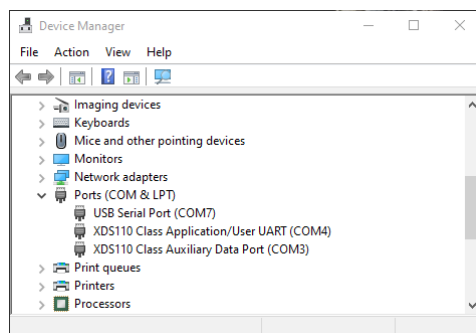 Device Manager
File Action View Help
Imaging devices
Keyboards
Mice and other pointing devices
Monitors
Network adapters
Ports (COM & LPT)
USB Serial Port (COM7)
XDS110 Class Application/User UART (COM4)
XDS110 Class Auxiliary Data Port (COM3)
Print queues
Printers
Processors